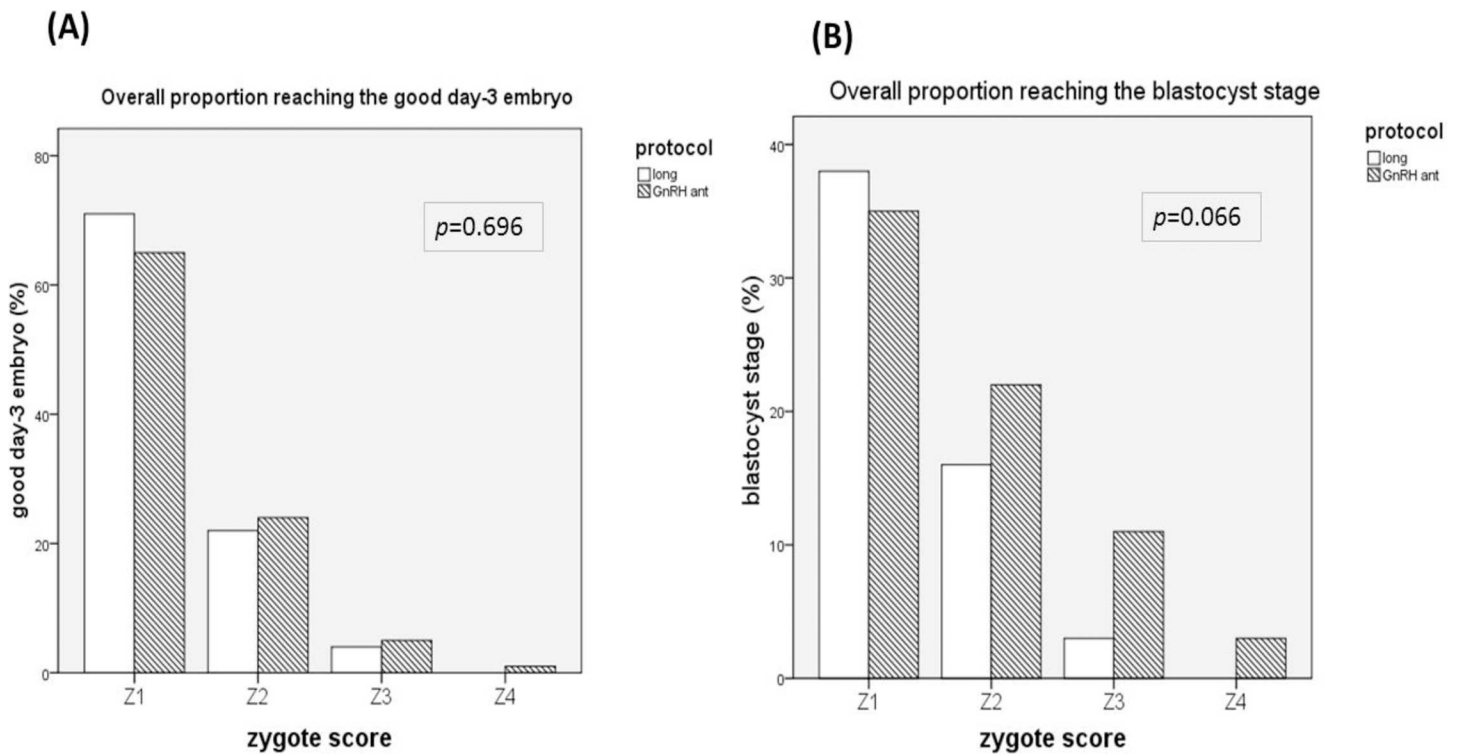 (A)
Overall proportion reaching the good day-3 embryo
protocol
long
GnRH ant
p=0.696
good day-3 embryo (%)
80
60
40
20
0
Z1 Z2 Z3 Z4
zygote score
(B)
Overall proportion reaching the blastocyst stage
protocol
long
GnRH ant
p=0.066
blastocyst stage (%)
40
30
20
10
0
Z1 Z2 Z3 Z4
zygote score